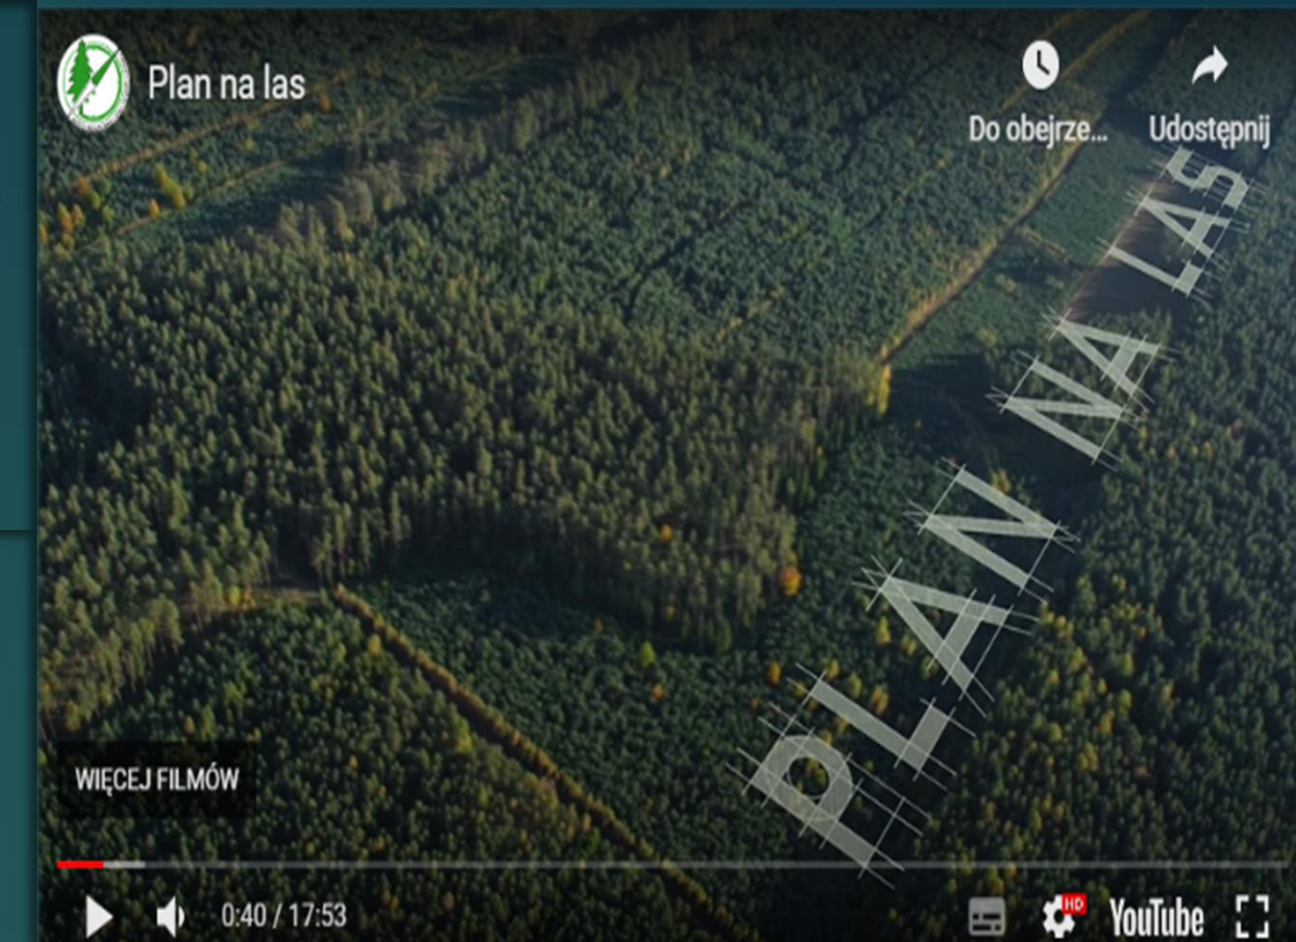 Plan na las
Do obejrze...
Udostępnij
PLAN NA LAS
WIĘCEJ FILMÓW
0:40 / 17:53
HD
YouTube